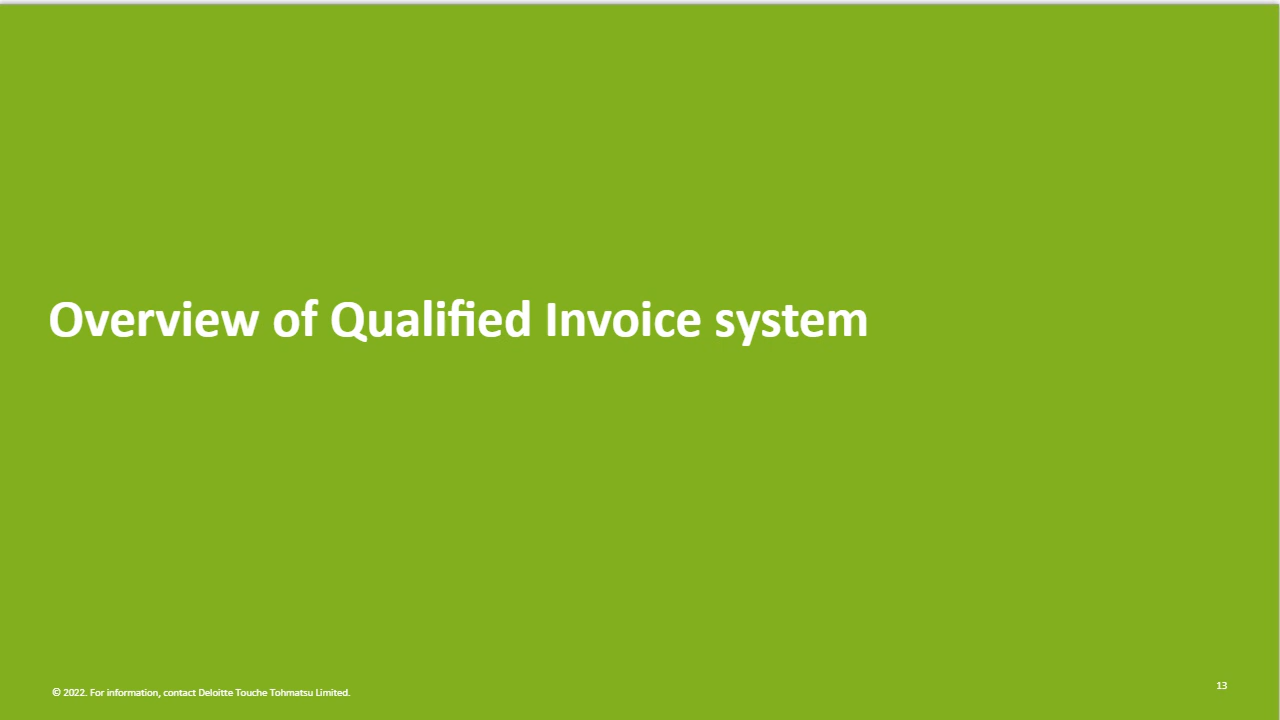 Overview of Qualified Invoice system
© 2022. For information, contact Deloitte Touche Tohmatsu Limited.
13